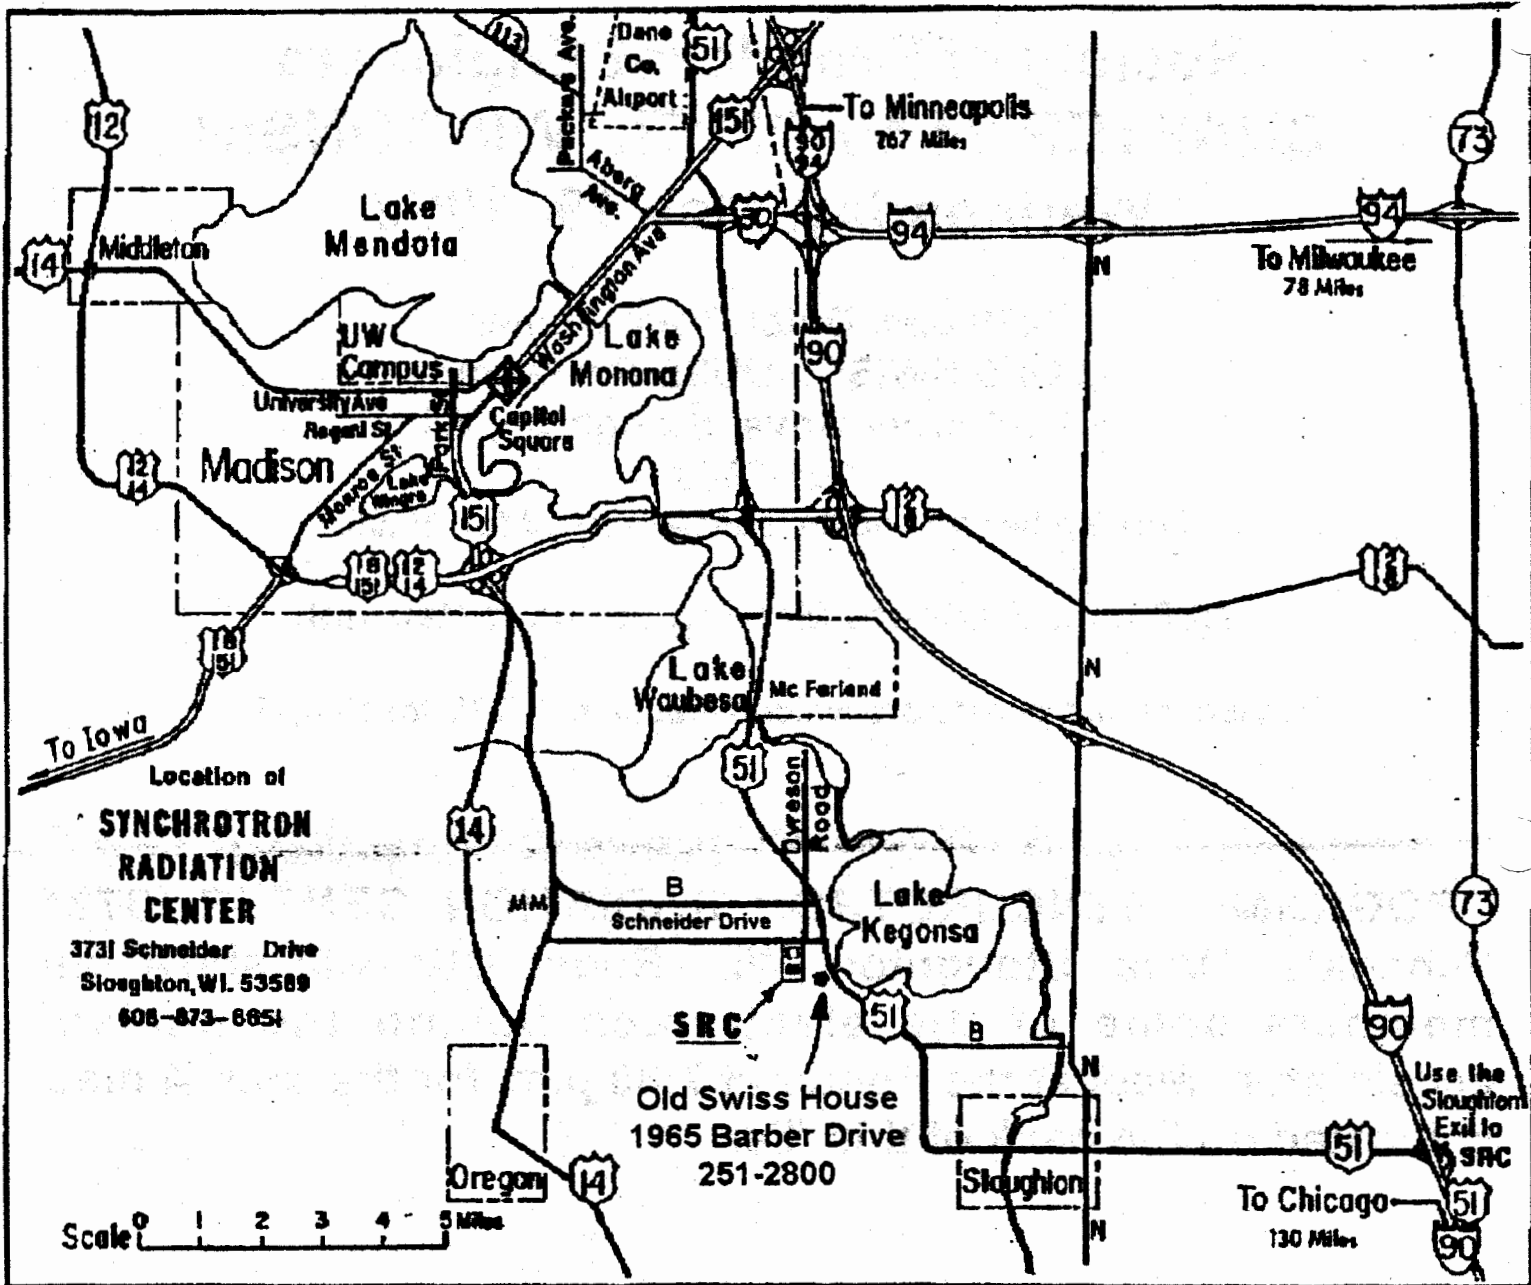 113
Packers Ave.
Dane
Co.
Airport
51
151
12
To Minneapolis
267 Miles
90
94
73
Aberg
Ave.
Lake
Mendota
30
94
94
To Milwaukee
78 Miles
14
Middleton
N
Washington Ave
UW
Campus
Lake
Monona
90
University Ave
Regent St.
Park St
Capitol
Square
Madison
Monroe St
Lake
Wingra
12
14
151
12
18
18
151
12
14
12
18
18
151
N
Lake
Waubesa
Mc Farland
To Iowa
51
Dyreson
Road
Location of
SYNCHROTRON
RADIATION
CENTER
3731 Schneider Drive
Stoughton, WI. 53589
608-873-6651
14
MM
B
Schneider Drive
Lake
Kegonsa
73
SRC
51
B
90
N
Old Swiss House
1965 Barber Drive
251-2800
Use the
Stoughton
Exit to
SRC
Oregon
14
Stoughton
51
51
To Chicago
130 Miles
90
N
Scale
0 1 2 3 4 5 Miles